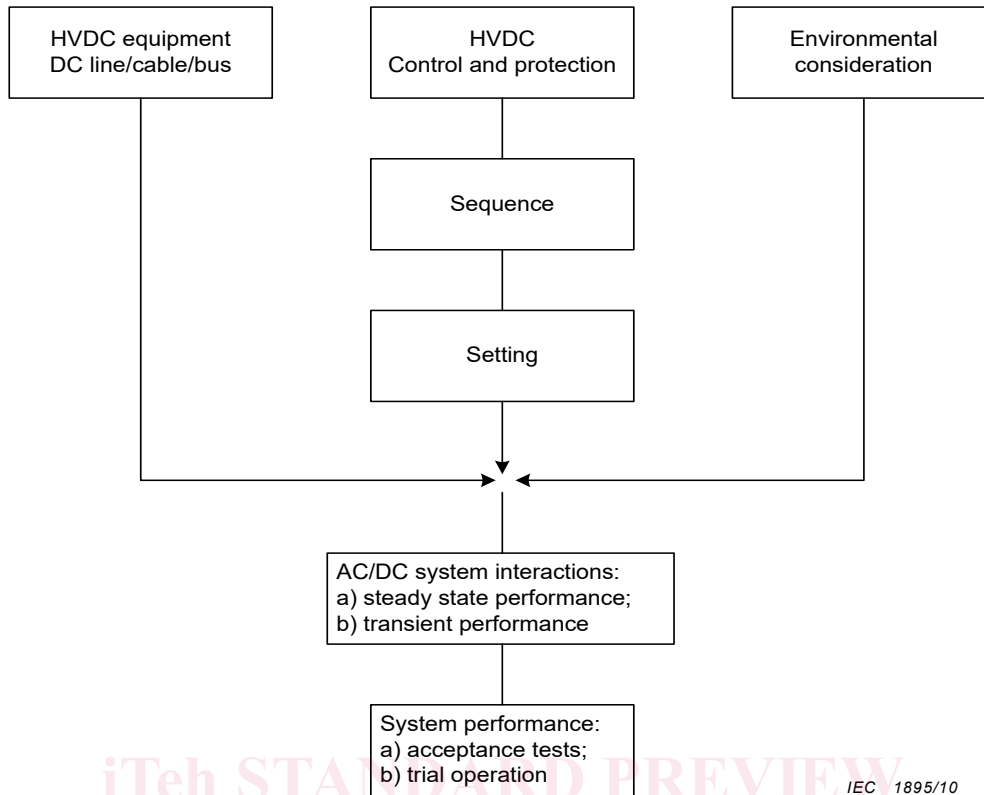 HVDC equipment
DC line/cable/bus
HVDC
Control and protection
Environmental
consideration
Sequence
Setting
AC/DC system interactions:
a) steady state performance;
b) transient performance
System performance:
a) acceptance tests;
b) trial operation
iTeh STANDARD PREVIEW
IEC 1895/10